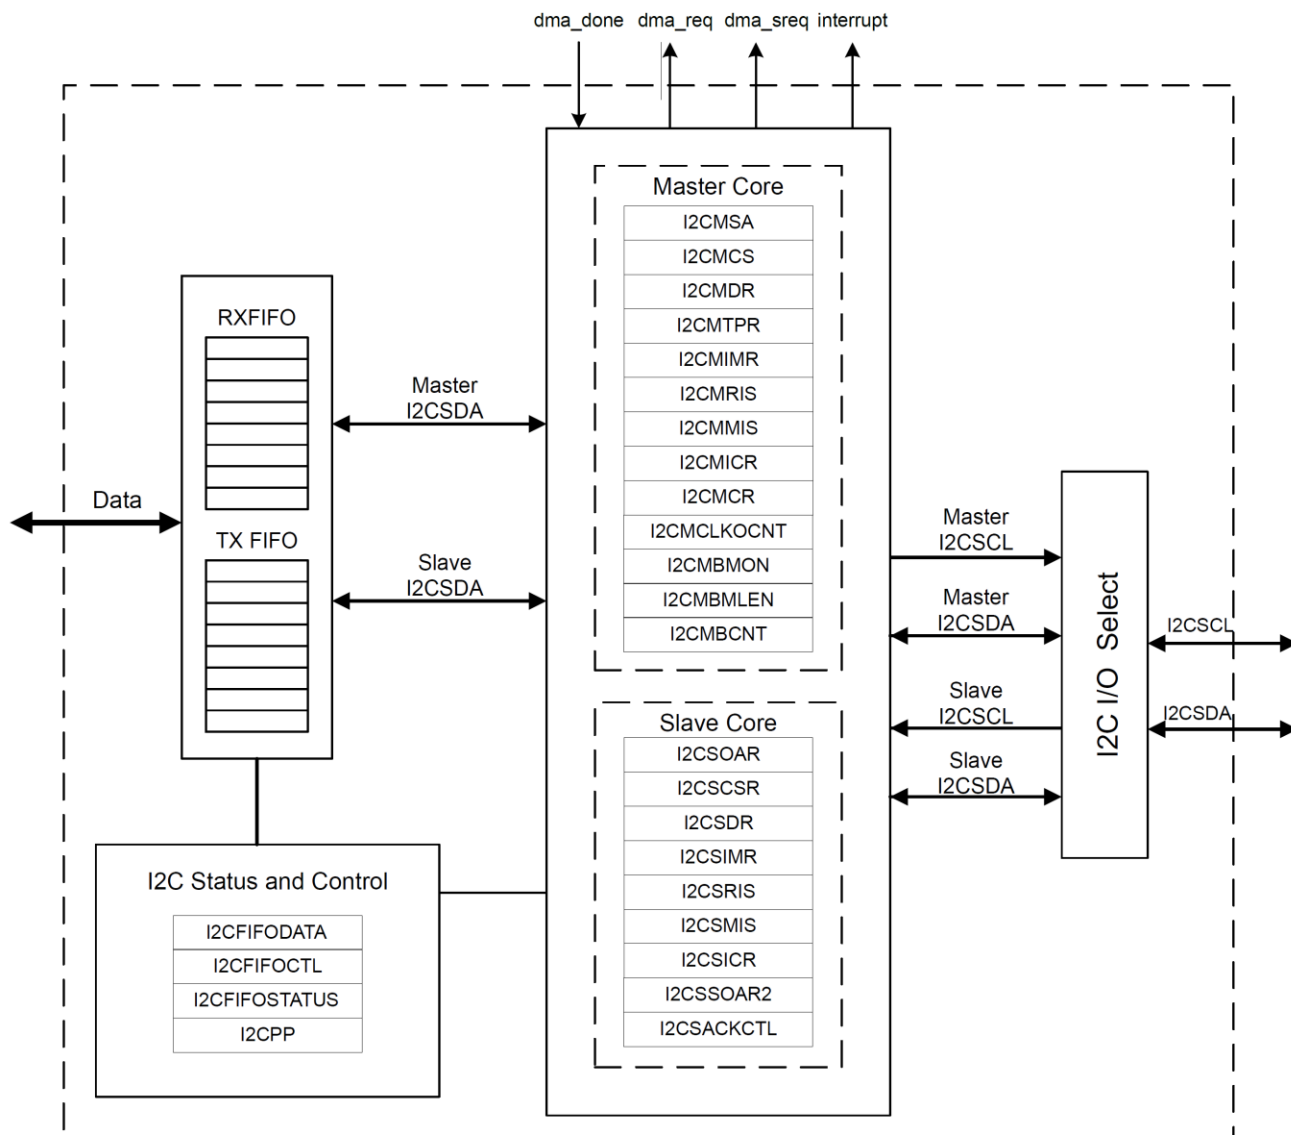 dma_done dma_req dma_sreq interrupt
Master Core
I2CMSA
I2CMCS
I2CMDR
I2CMTPR
I2CMIMR
I2CMRIS
I2CMMIS
I2CMICR
I2CMCR
I2CMCLKOCNT
I2CMBMON
I2CMBMLEN
I2CMBCNT
RXFIFO
Master
I2CSDA
Data
TX FIFO
Slave
I2CSDA
Master
I2CSCL
Master
I2CSDA
Slave
I2CSCL
Slave
I2CSDA
I2C I/O Select
I2CSCL
I2CSDA
Slave Core
I2CSOAR
I2CSCSR
I2CSDR
I2CSIMR
I2CSRIS
I2CSMIS
I2CSICR
I2CSSOAR2
I2CSACKCTL
I2C Status and Control
I2CFIFODATA
I2CFIFOCTL
I2CFIFOSTATUS
I2CPP